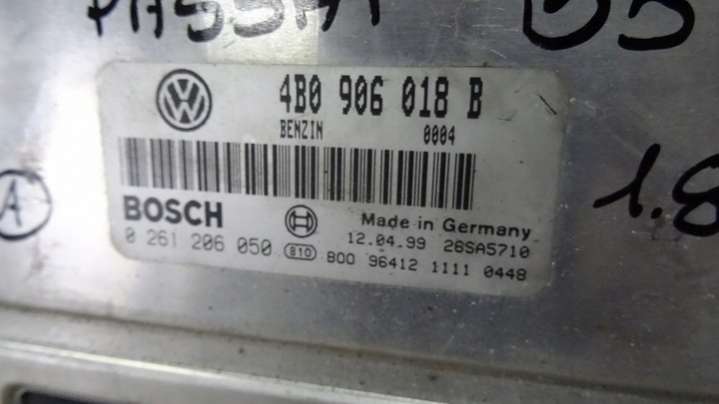 PASSAT B5
4B0 906 018 B
BENZIN 0004
A
1.8
BOSCH
Made in Germany
0 261 206 050
12.04.99 26SA5710
810 B00 96412 1111 0448